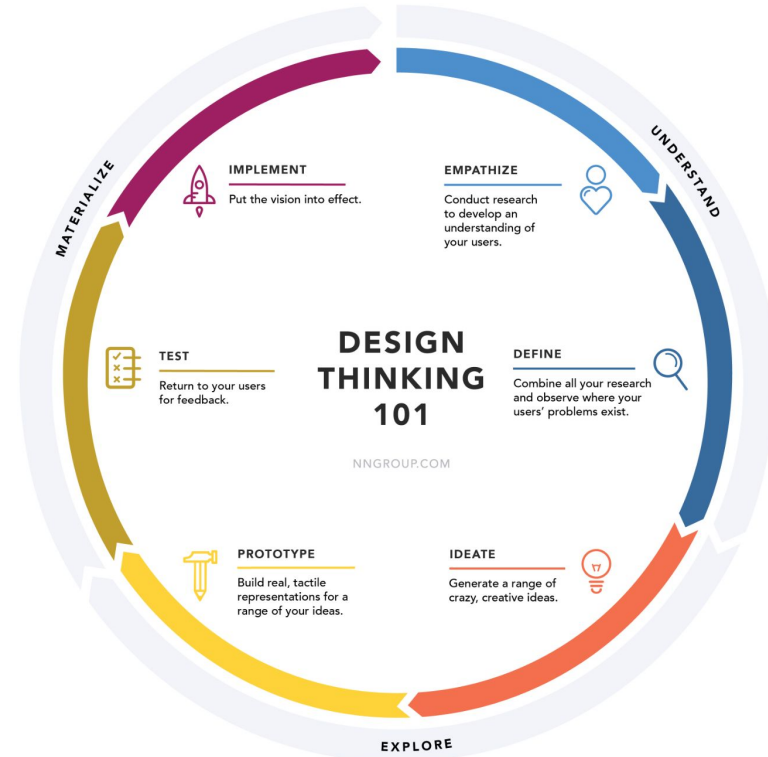 UNDERSTAND
EMPATHIZE
Conduct research
to develop an
understanding of
your users.
DEFINE
Combine all your research
and observe where your
users' problems exist.
EXPLORE
IDEATE
Generate a range of
crazy, creative ideas.
PROTOTYPE
Build real, tactile
representations for a
range of your ideas.
MATERIALIZE
TEST
Return to your users
for feedback.
IMPLEMENT
Put the vision into effect.
DESIGN
THINKING
101
NNGROUP.COM